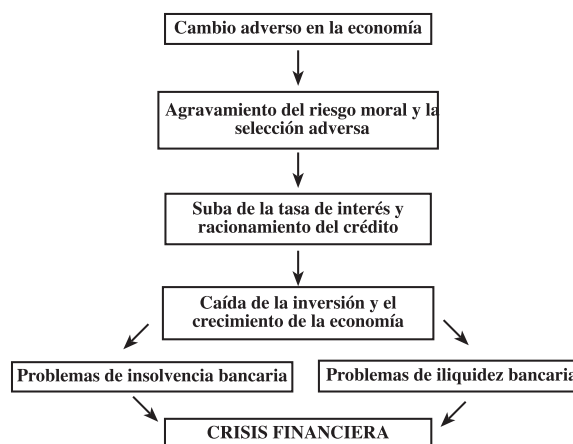 Cambio adverso en la economía
Agravamiento del riesgo moral y la
selección adversa
Suba de la tasa de interés y
racionamiento del crédito
Caída de la inversión y el
crecimiento de la economía
Problemas de insolvencia bancaria
Problemas de iliquidez bancaria
CRISIS FINANCIERA